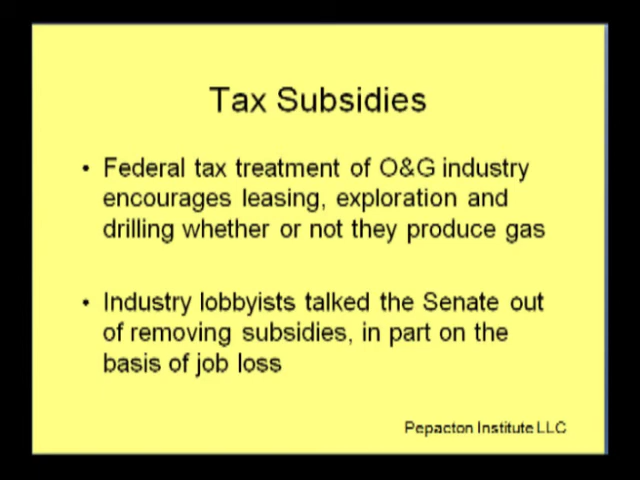 Tax Subsidies
• Federal tax treatment of O&G industry
encourages leasing, exploration and
drilling whether or not they produce gas
• Industry lobbyists talked the Senate out
of removing subsidies, in part on the
basis of job loss
Pepacton Institute LLC